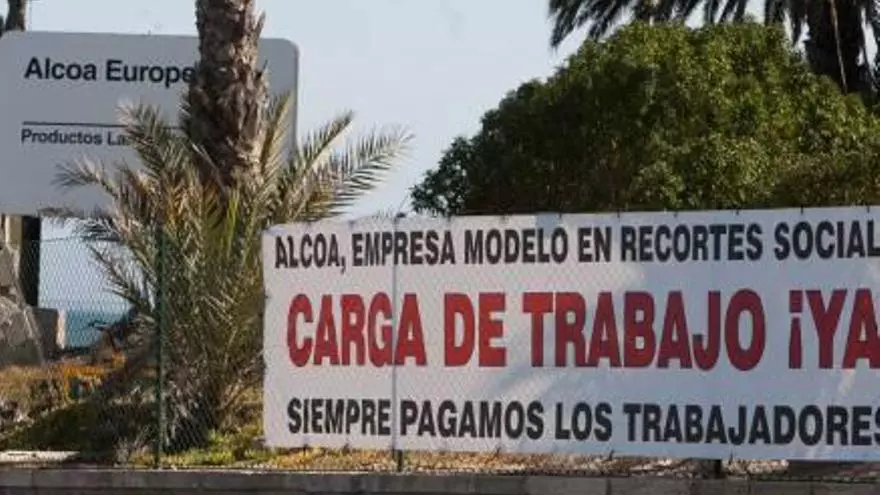 Alcoa Europe
Productos La
ALCOA, EMPRESA MODELO EN RECORTES SOCIAL
CARGA DE TRABAJO ¡YA
SIEMPRE PAGAMOS LOS TRABAJADORES